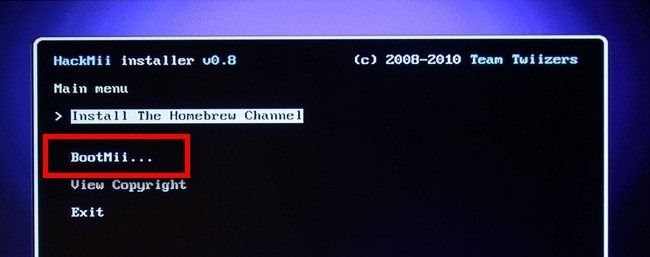 HackMii installer v0.8 (c) 2008-2010 Team Twiizers
Main menu
> Install The Homebrew Channel
BootMii...
View Copyright
Exit